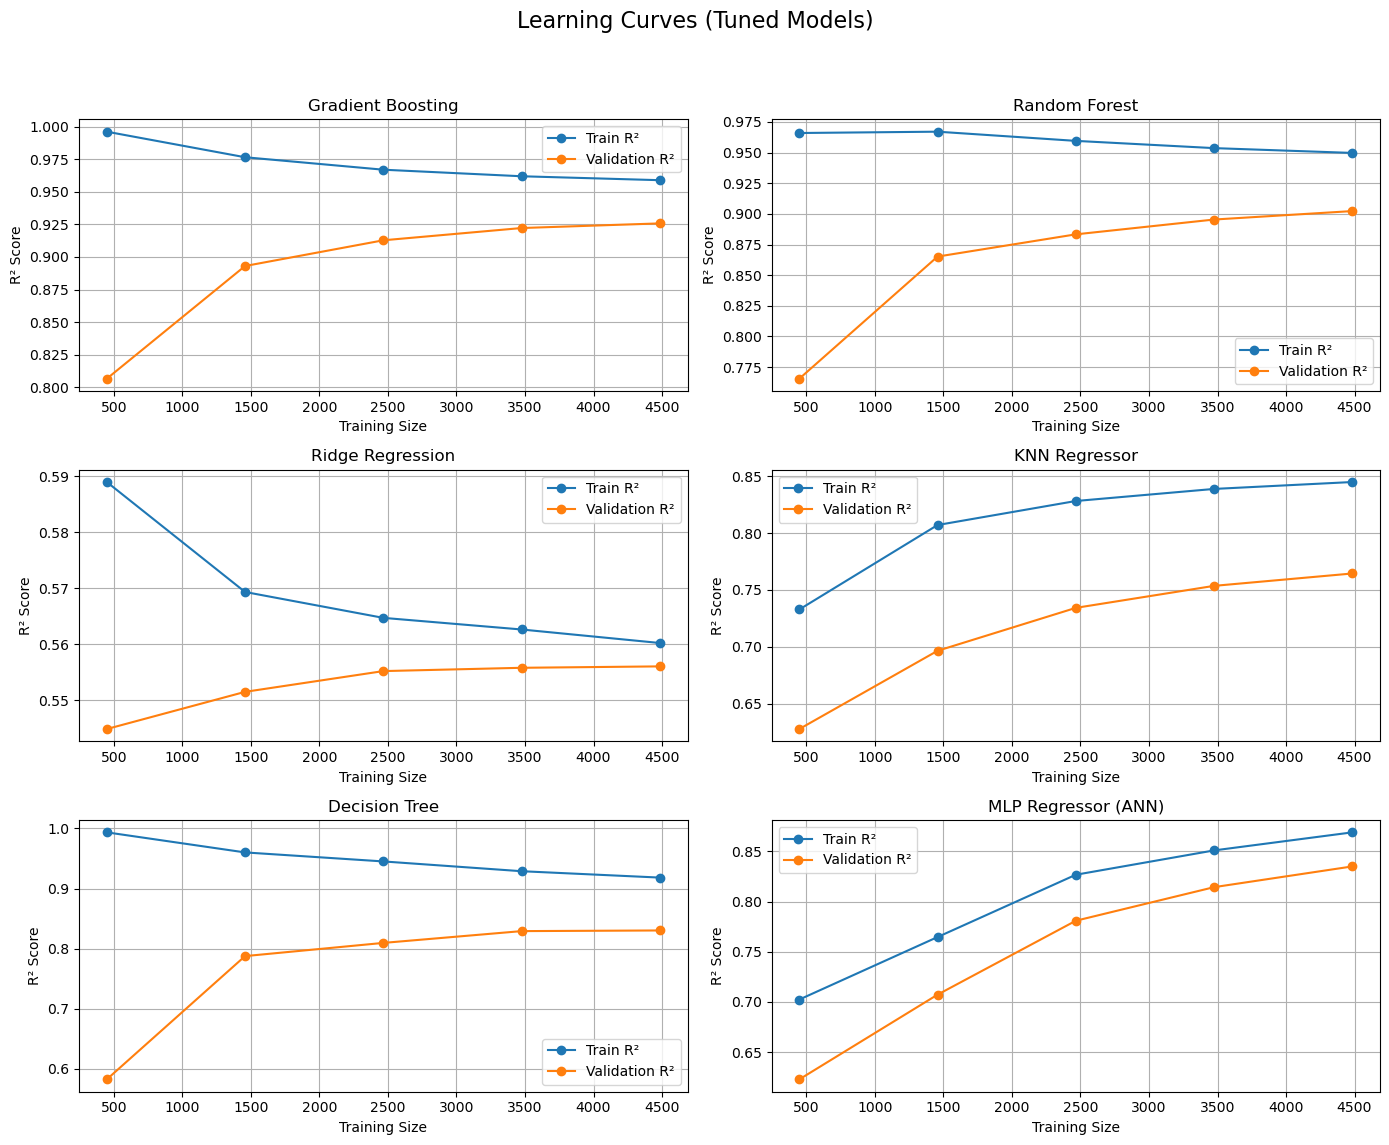 Learning Curves (Tuned Models)
Gradient Boosting
R² Score
1.000
0.975
0.950
0.925
0.900
0.875
0.850
0.825
0.800
Train R²
Validation R²
500 1000 1500 2000 2500 3000 3500 4000 4500
Training Size
Random Forest
R² Score
0.975
0.950
0.925
0.900
0.875
0.850
0.825
0.800
0.775
Train R²
Validation R²
500 1000 1500 2000 2500 3000 3500 4000 4500
Training Size
Ridge Regression
R² Score
0.59
0.58
0.57
0.56
0.55
Train R²
Validation R²
500 1000 1500 2000 2500 3000 3500 4000 4500
Training Size
KNN Regressor
R² Score
0.85
0.80
0.75
0.70
0.65
Train R²
Validation R²
500 1000 1500 2000 2500 3000 3500 4000 4500
Training Size
Decision Tree
R² Score
1.0
0.9
0.8
0.7
0.6
Train R²
Validation R²
500 1000 1500 2000 2500 3000 3500 4000 4500
Training Size
MLP Regressor (ANN)
R² Score
0.85
0.80
0.75
0.70
0.65
Train R²
Validation R²
500 1000 1500 2000 2500 3000 3500 4000 4500
Training Size